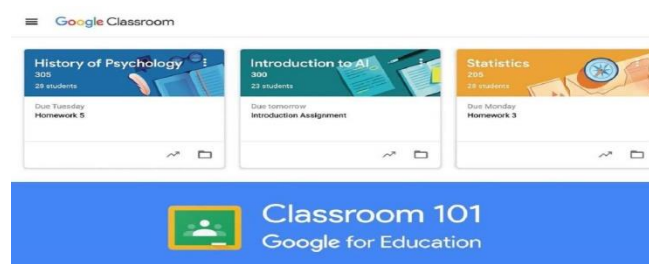 Google Classroom
History of Psychology
305
28 students
Due Tuesday
Homework 5
Introduction to AI
300
23 students
Due tomorrow
Introduction Assignment
Statistics
205
28 students
Due Monday
Homework 3
Classroom 101
Google for Education